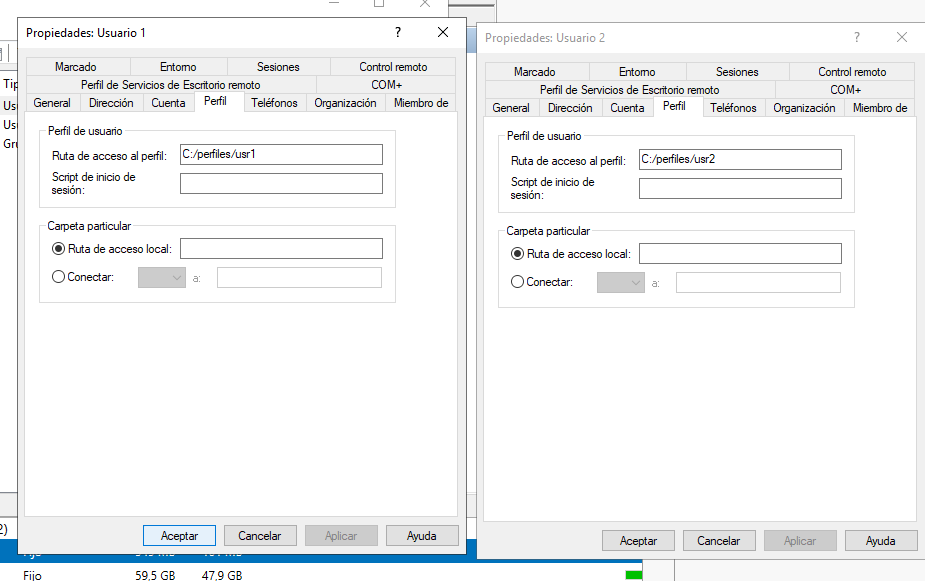 Propiedades: Usuario 1
?
Marcado Entorno Sesiones Control remoto
Perfil de Servicios de Escritorio remoto COM+
General Dirección Cuenta Perfil Teléfonos Organización Miembro de
Perfil de usuario
Ruta de acceso al perfil: C:/perfiles/usr1
Script de inicio de
sesión:
Carpeta particular
Ruta de acceso local:
Conectar: a:
Aceptar Cancelar Aplicar Ayuda
Propiedades: Usuario 2
?
Marcado Entorno Sesiones Control remoto
Perfil de Servicios de Escritorio remoto COM+
General Dirección Cuenta Perfil Teléfonos Organización Miembro de
Perfil de usuario
Ruta de acceso al perfil: C:/perfiles/usr2
Script de inicio de
sesión:
Carpeta particular
Ruta de acceso local:
Conectar: a:
Aceptar Cancelar Aplicar Ayuda
Tip
Us
Us
Gru
2)
Fijo 59,5 GB 47,9 GB